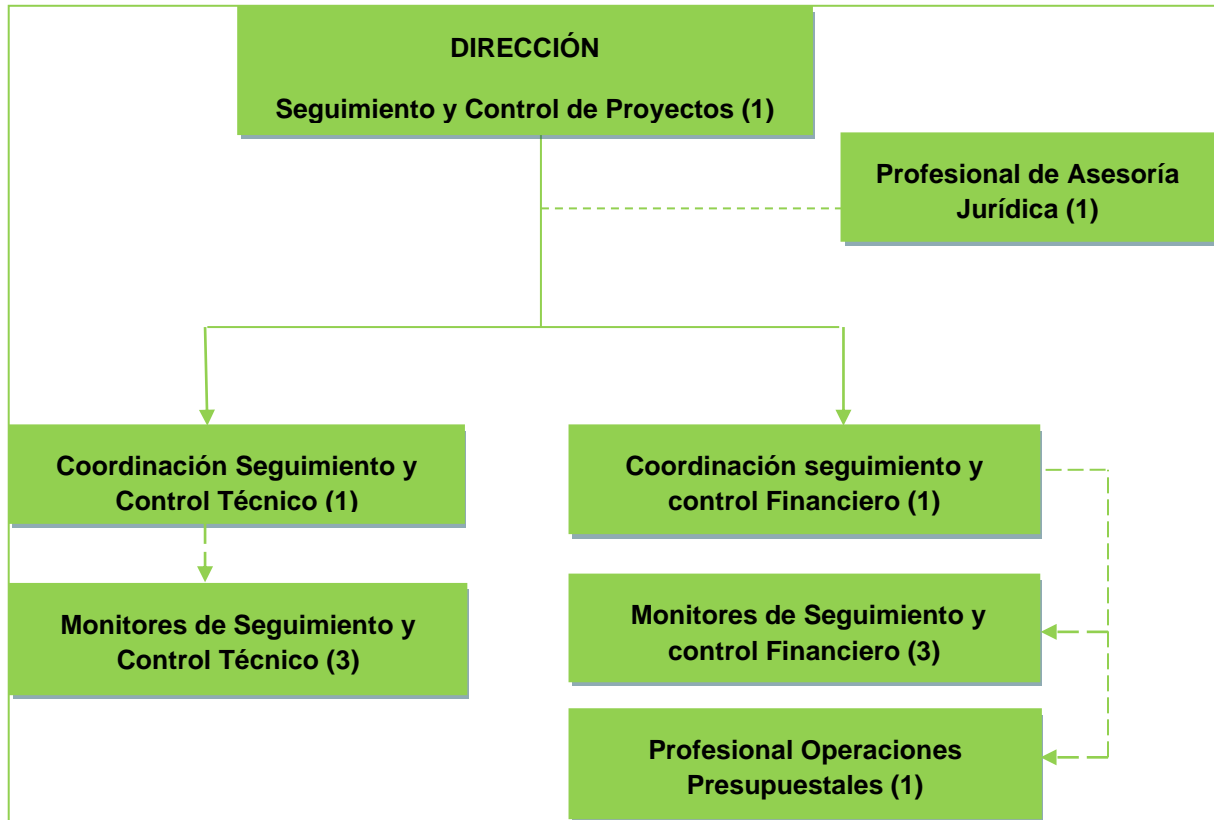 DIRECCIÓN
Seguimiento y Control de Proyectos (1)
Profesional de Asesoría
Jurídica (1)
Coordinación Seguimiento y
Control Técnico (1)
Coordinación seguimiento y
control Financiero (1)
Monitores de Seguimiento y
Control Técnico (3)
Monitores de Seguimiento y
control Financiero (3)
Profesional Operaciones
Presupuestales (1)